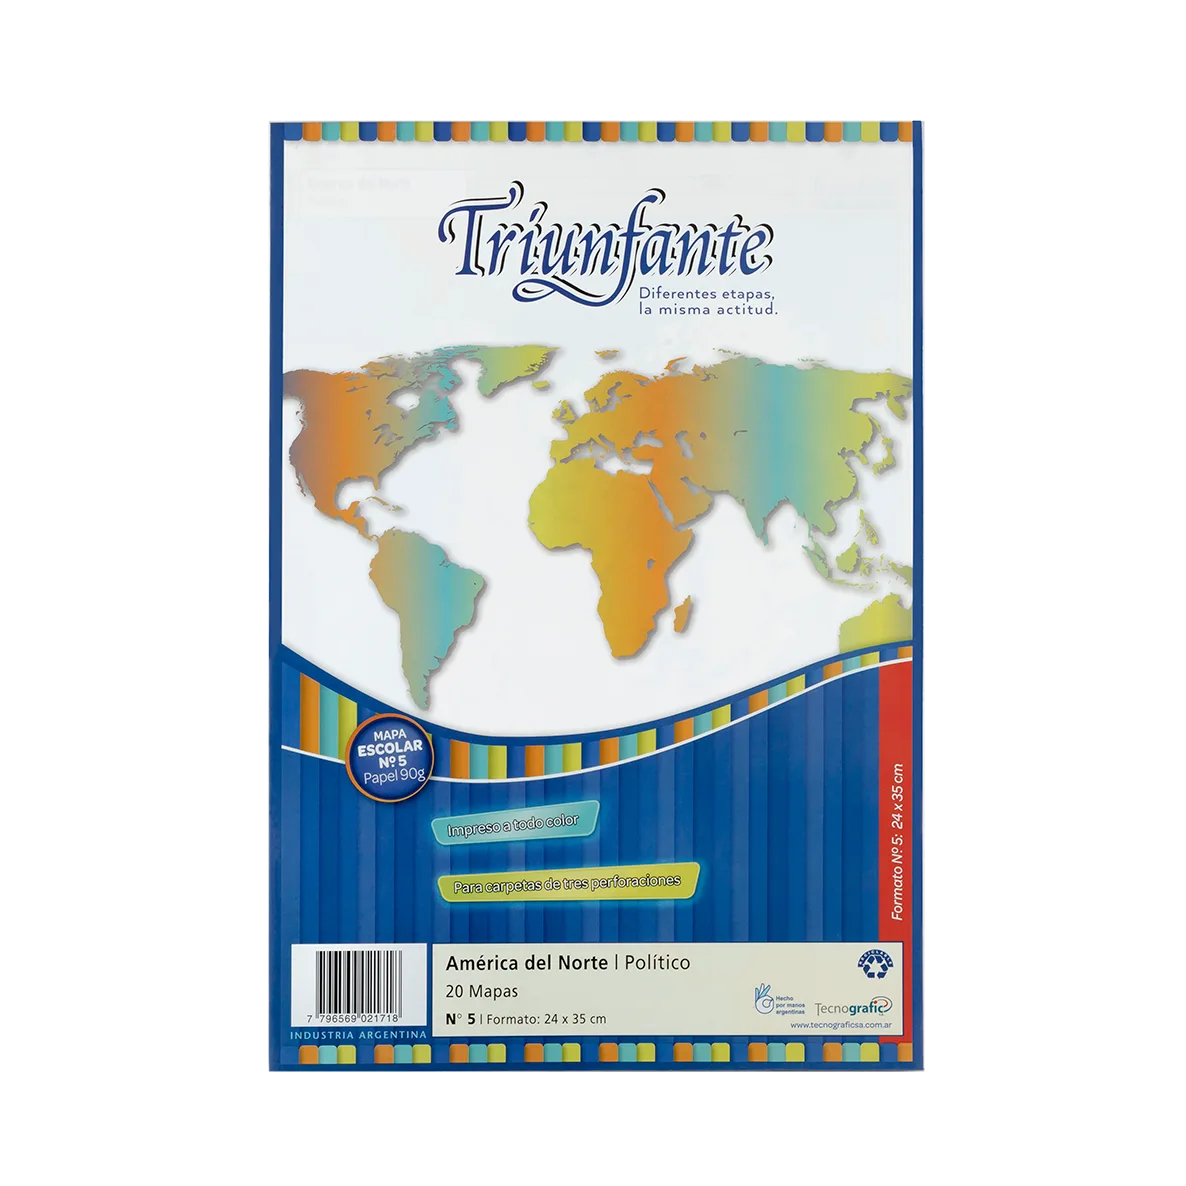 Triunfante
Diferentes etapas,
la misma actitud.
MAPA
ESCOLAR
Nº 5
Papel 90g
Impreso a todo color
Para carpetas de tres perforaciones
Formato Nº 5: 24 x 35 cm
América del Norte | Político
20 Mapas
N° 5 | Formato: 24 x 35 cm
7 796569 021718
INDUSTRIA ARGENTINA
Hecho
por manos
argentinas
Tecnografic
www.tecnograficsa.com.ar